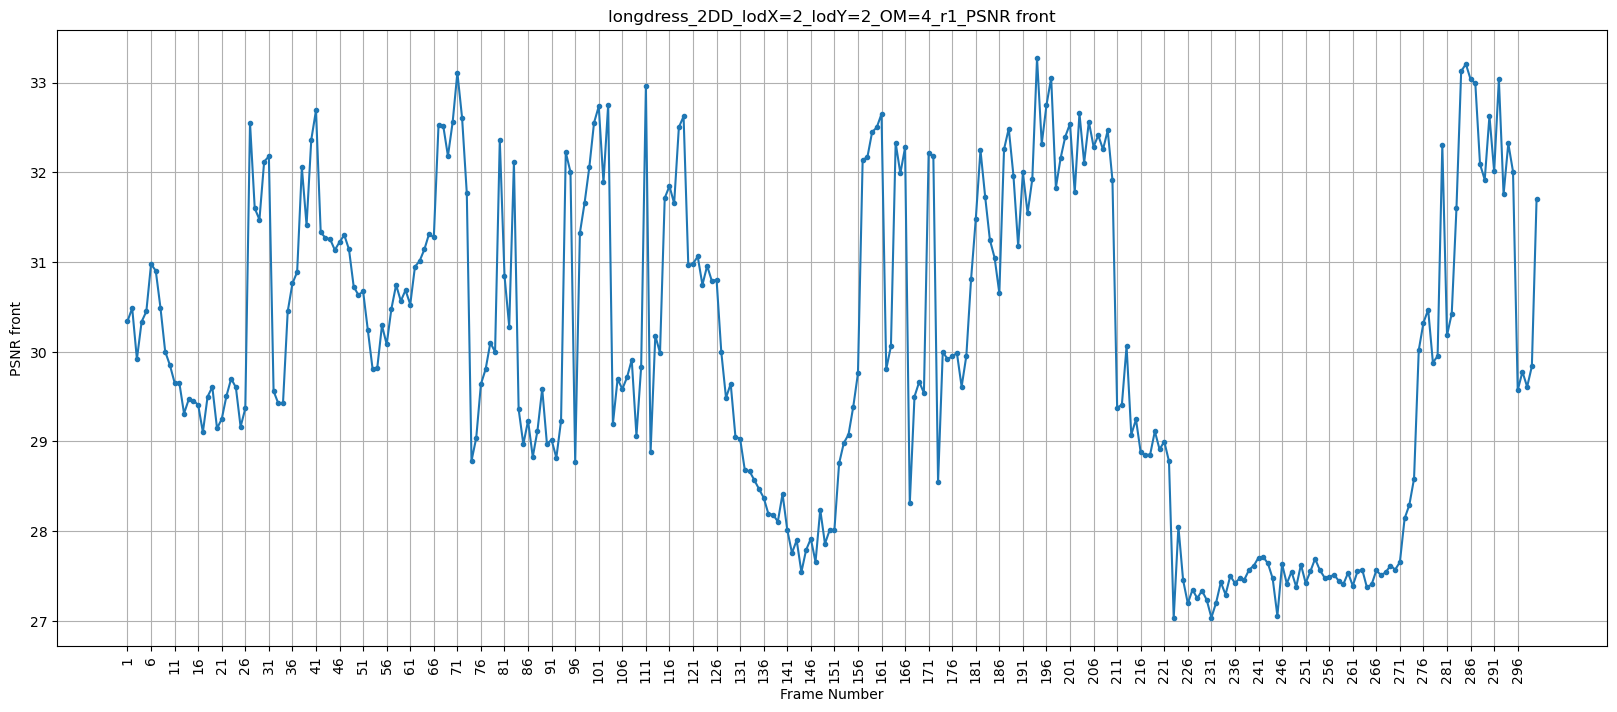 longdress_2DD_lodX=2_lodY=2_OM=4_r1_PSNR front
PSNR front
33
32
31
30
29
28
27
1 6 11 16 21 26 31 36 41 46 51 56 61 66 71 76 81 86 91 96 101 106 111 116 121 126 131 136 141 146 151 156 161 166 171 176 181 186 191 196 201 206 211 216 221 226 231 236 241 246 251 256 261 266 271 276 281 286 291 296
Frame Number